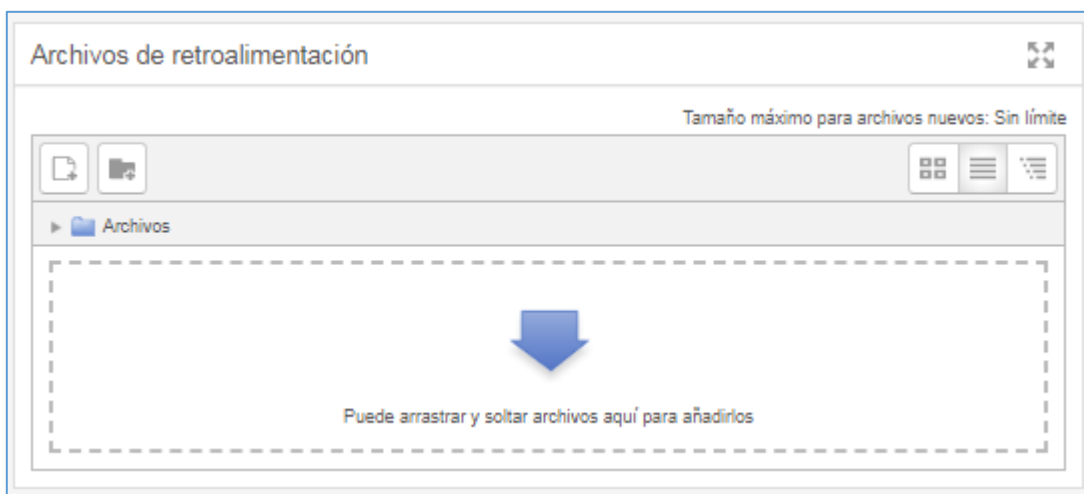 Archivos de retroalimentación
Tamaño máximo para archivos nuevos: Sin límite
Archivos
Puede arrastrar y soltar archivos aquí para añadirlos